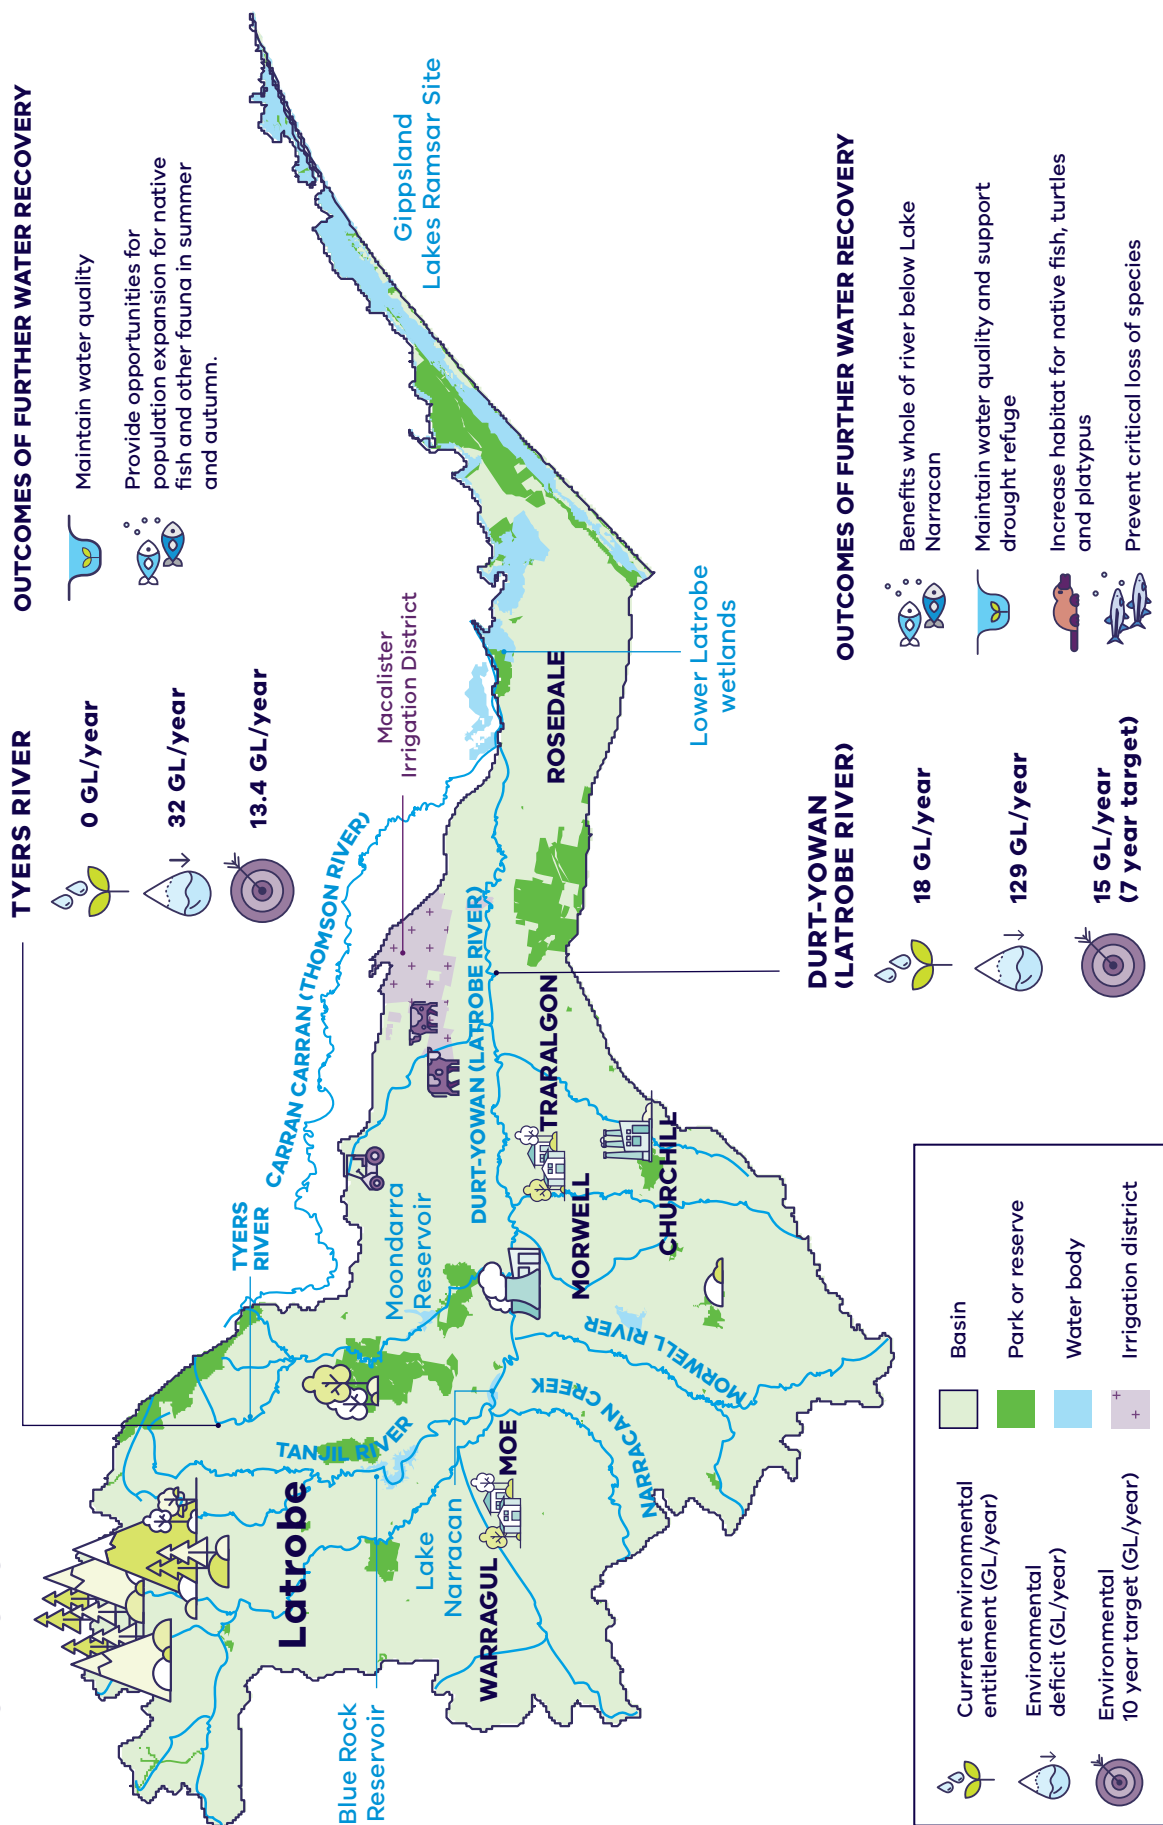 TYERS RIVER
0 GL/year
32 GL/year
13.4 GL/year
OUTCOMES OF FURTHER WATER RECOVERY
Maintain water quality
Provide opportunities for
population expansion for native
fish and other fauna in summer
and autumn.
Latrobe
TYERS
RIVER
CARRAN CARRAN (THOMSON RIVER)
Macalister
Irrigation District
Gippsland
Lakes Ramsar Site
TANJIL RIVER
Moondarra
Reservoir
Blue Rock
Reservoir
Lake
Narracan
DURT-YOWAN (LATROBE RIVER)
WARRAGUL
MOE
MORWELL
TRARALGON
ROSEDALE
NARRACAN CREEK
MORWELL RIVER
CHURCHILL
Lower Latrobe
wetlands
DURT-YOWAN
(LATROBE RIVER)
18 GL/year
129 GL/year
15 GL/year
(7 year target)
OUTCOMES OF FURTHER WATER RECOVERY
Benefits whole of river below Lake
Narracan
Maintain water quality and support
drought refuge
Increase habitat for native fish, turtles
and platypus
Prevent critical loss of species
Current environmental
entitlement (GL/year)
Environmental
deficit (GL/year)
Environmental
10 year target (GL/year)
Basin
Park or reserve
Water body
Irrigation district